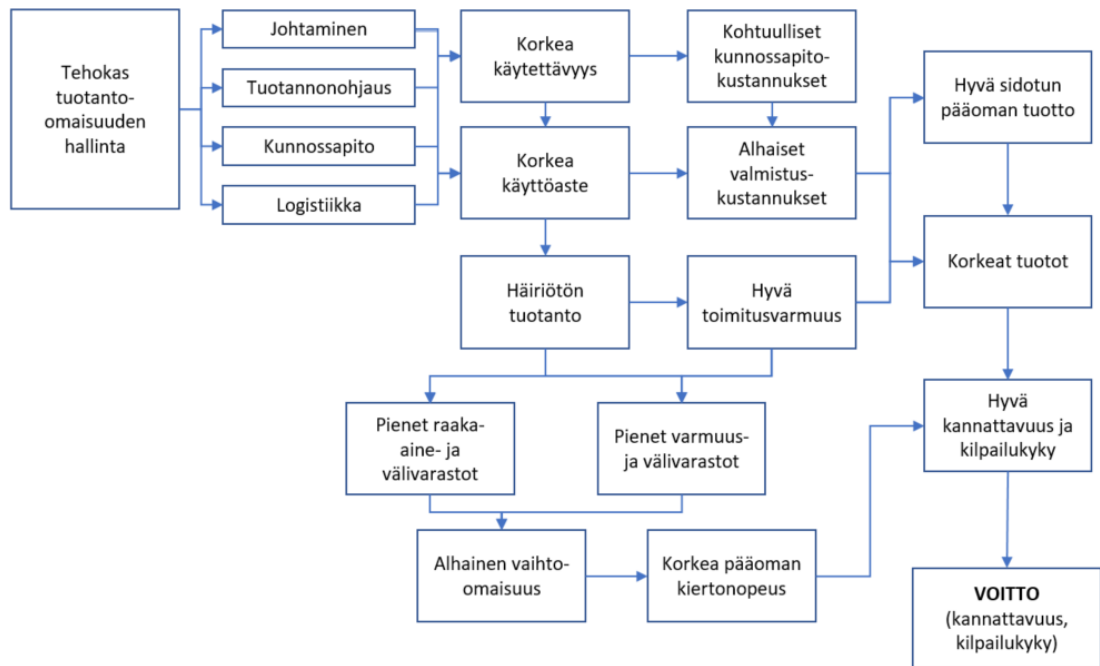 Tehokas
tuotanto-
omaisuuden
hallinta
Johtaminen
Tuotannonohjaus
Kunnossapito
Logistiikka
Korkea
käytettävyys
Kohtuulliset
kunnossapito-
kustannukset
Korkea
käyttöaste
Alhaiset
valmistus-
kustannukset
Hyvä sidotun
pääoman tuotto
Häiriötön
tuotanto
Hyvä
toimitusvarmuus
Korkeat tuotot
Pienet raaka-
aine- ja
välivarastot
Pienet varmuus-
ja välivarastot
Hyvä
kannattavuus ja
kilpailukyky
Alhainen vaihto-
omaisuus
Korkea pääoman
kiertonopeus
VOITTO
(kannattavuus,
kilpailukyky)